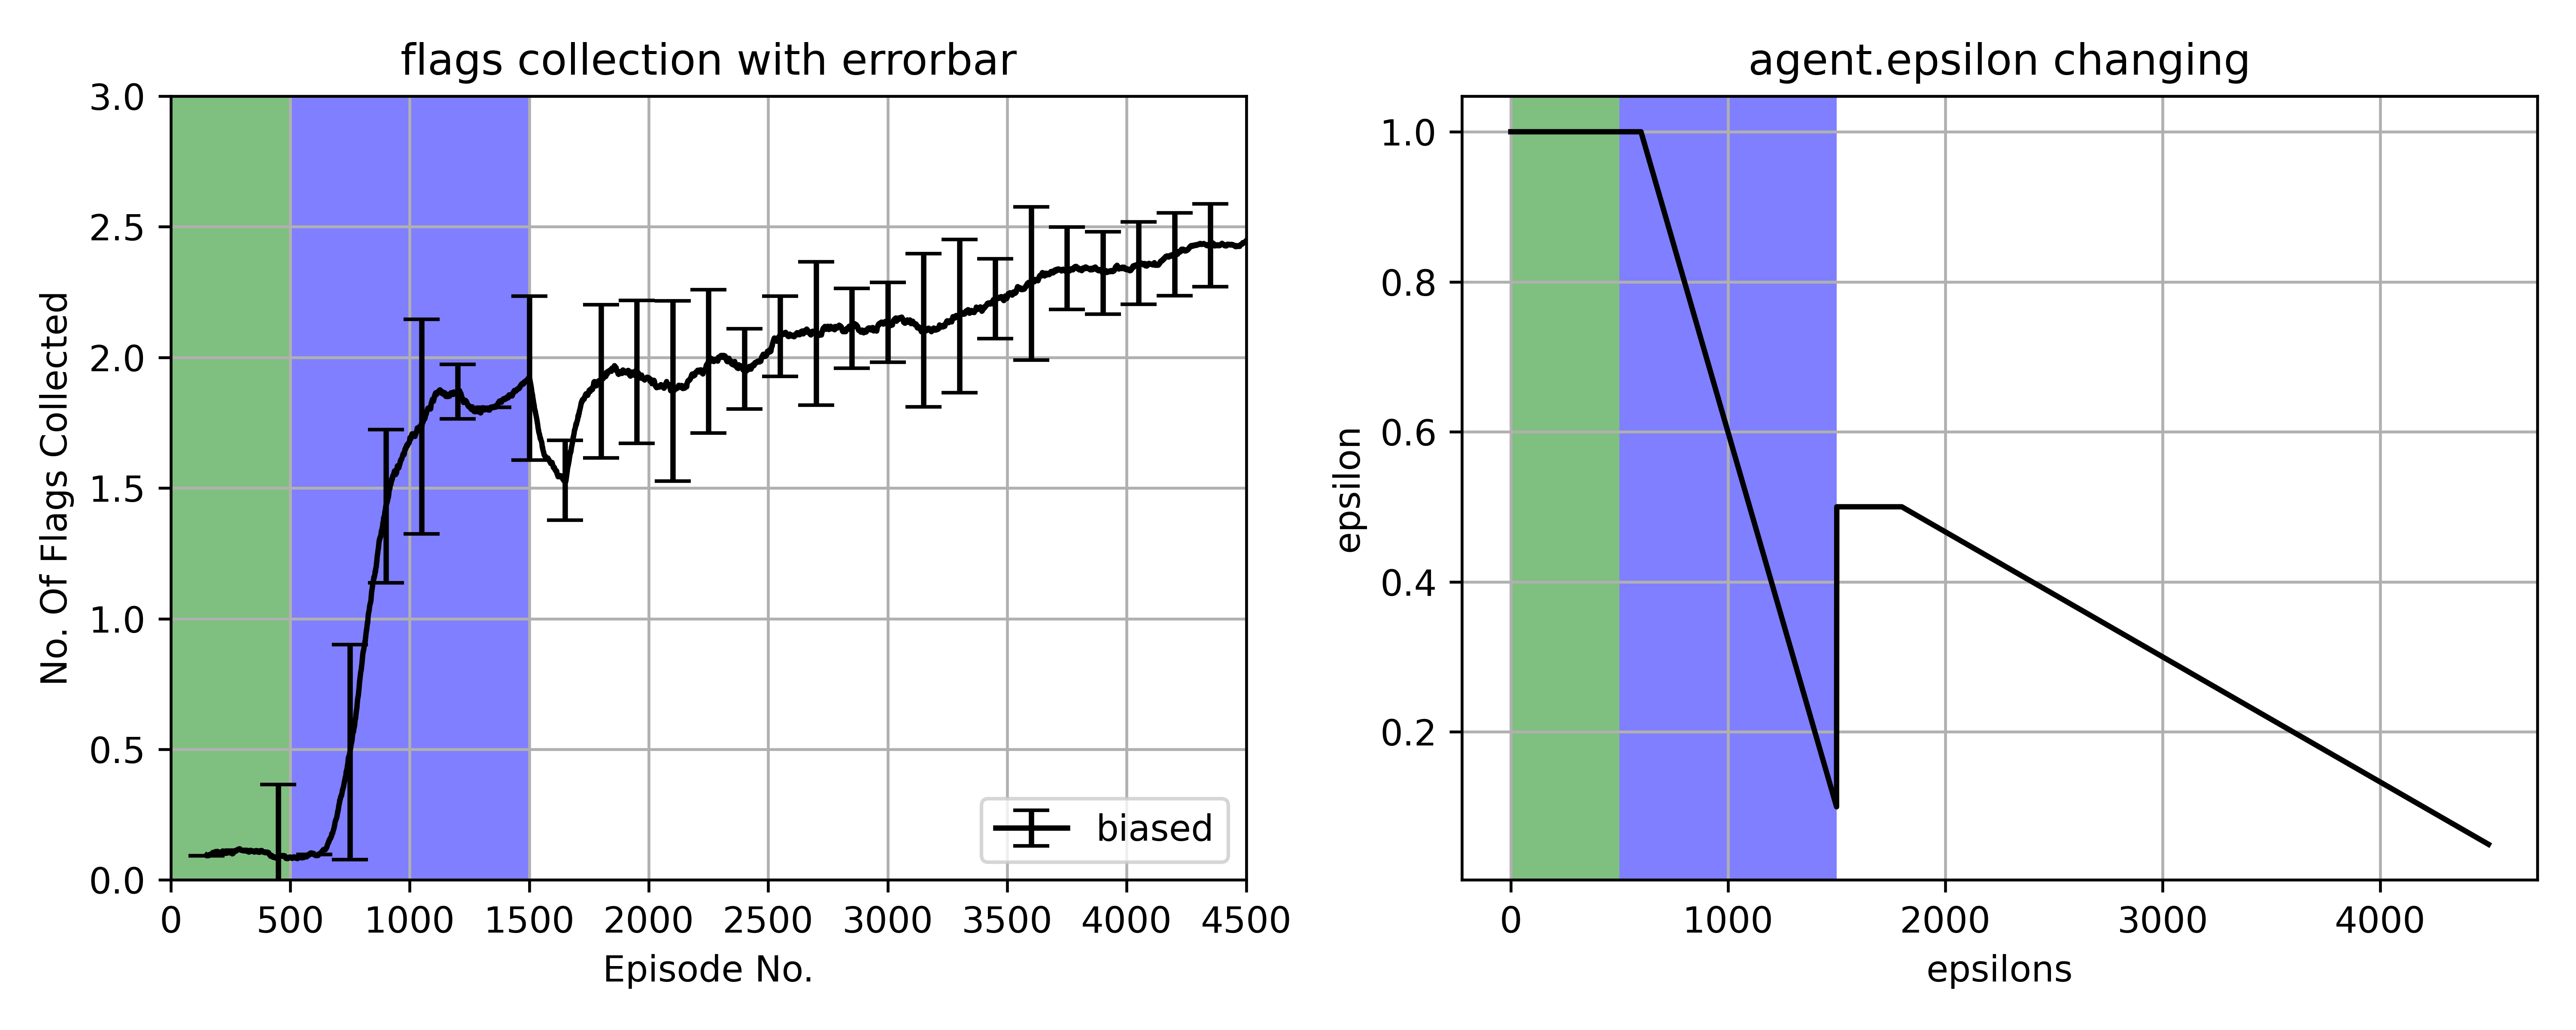 flags collection with errorbar
No. Of Flags Collected
3.0
2.5
2.0
1.5
1.0
0.5
0.0
0 500 1000 1500 2000 2500 3000 3500 4000 4500
Episode No.
biased
agent.epsilon changing
epsilon
1.0
0.8
0.6
0.4
0.2
0 1000 2000 3000 4000
epsilons